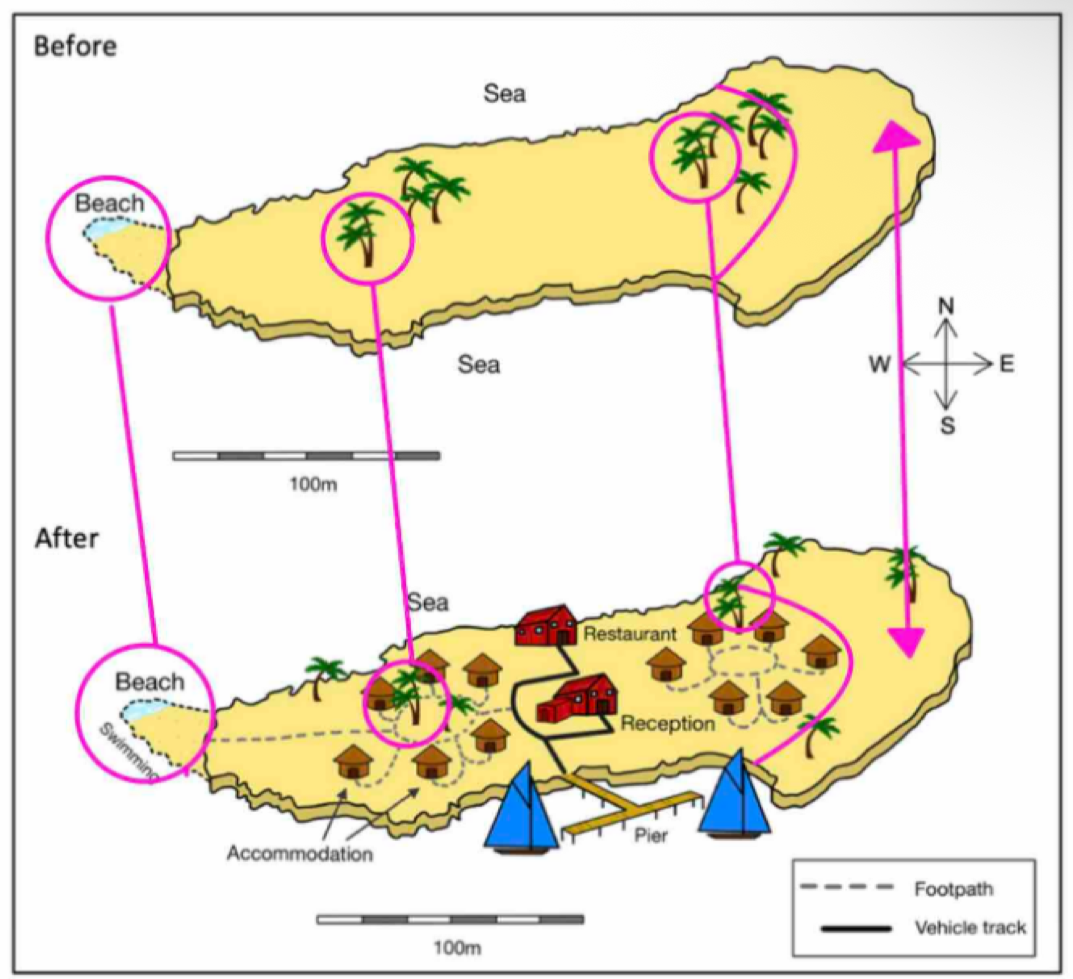 Before
Sea
Beach
N
W
E
S
Sea
100m
After
Sea
Restaurant
Beach
Reception
Swimming
Pier
Accommodation
Footpath
Vehicle track
100m